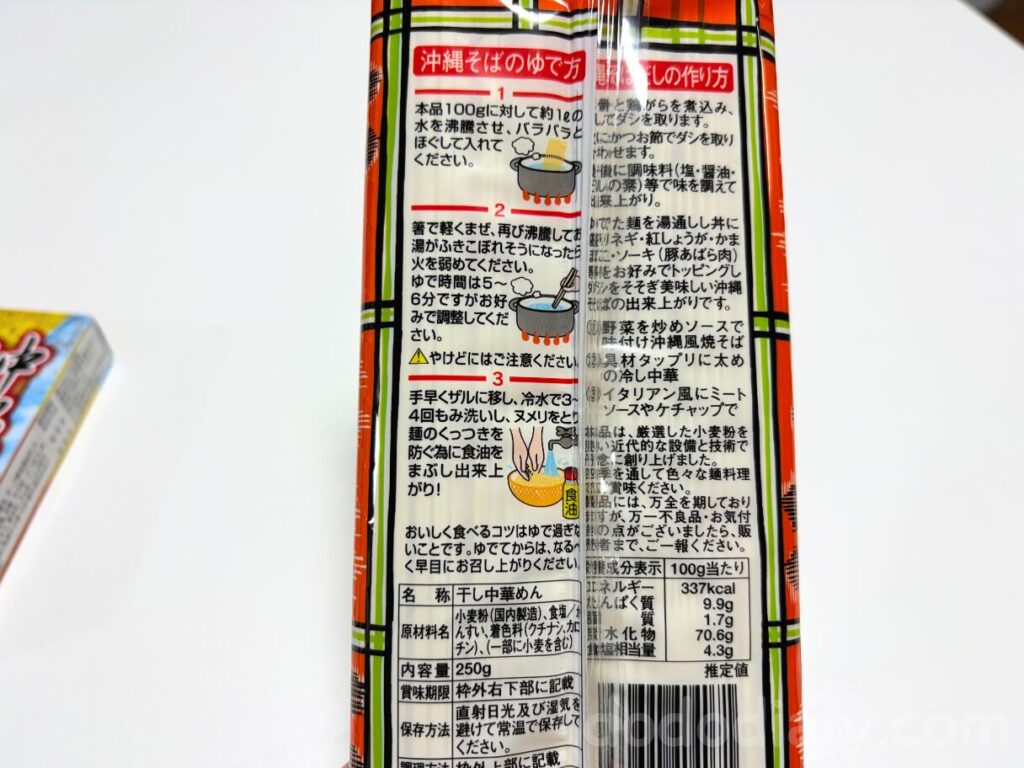 沖縄そばのゆで方
1
本品100gに対して約1ℓの
水を沸騰させ、バラバラと
ほぐして入れて
ください。
2
箸で軽くまぜ、再び沸騰してお
湯がふきこぼれそうになったら
火を弱めてください。
ゆで時間は5〜
6分ですがお好
みで調整してくだ
さい。
⚠やけどにはご注意ください
3
手早くザルに移し、冷水で3〜
4回もみ洗いし、ヌメリをとり
麺のくっつきを
防ぐ為に食油を
まぶし出来上
がり!
食油
おいしく食べるコツはゆで過ぎな
いことです。ゆでてからは、なるべ
く早目にお召し上がりください
名 称 干し中華めん
原材料名 小麦粉(国内製造)、食塩/か
んすい、着色料(クチナシ、カロ
チン)、(一部に小麦を含む)
内容量 250g
賞味期限 枠外右下部に記載
保存方法 直射日光及び湿気を
避けて常温で保存して
ください。
調理方法 枠外上部に記載
だしの作り方
と鶏がらを煮込み、
してダシを取ります。
かつお節でダシを取り
わせます。
に調味料(塩・醤油・
の素)等で味を調えて
出来上がり。
でた麺を湯通しし丼に
ネギ・紅しょうが・かま
こ・ソーキ(豚あばら肉)
をお好みでトッピングし
シをそそぎ美味しい沖縄
ばの出来上がりです。
野菜を炒めソースで
味付け沖縄風焼そば
具材タップリに太め
の冷し中華
イタリアン風にミート
ソースやケチャップで
品は、厳選した小麦粉を
い近代的な設備と技術で
念に創り上げました。
季を通して色々な麺料理
賞味ください。
品には、万全を期しており
すが、万一不良品・お気付
の点がございましたら、販
者まで、ご一報ください。
成分表示 100g当たり
エネルギー 337kcal
たんぱく質 9.9g
脂質 1.7g
炭水化物 70.6g
食塩相当量 4.3g
推定値
dododiary.com